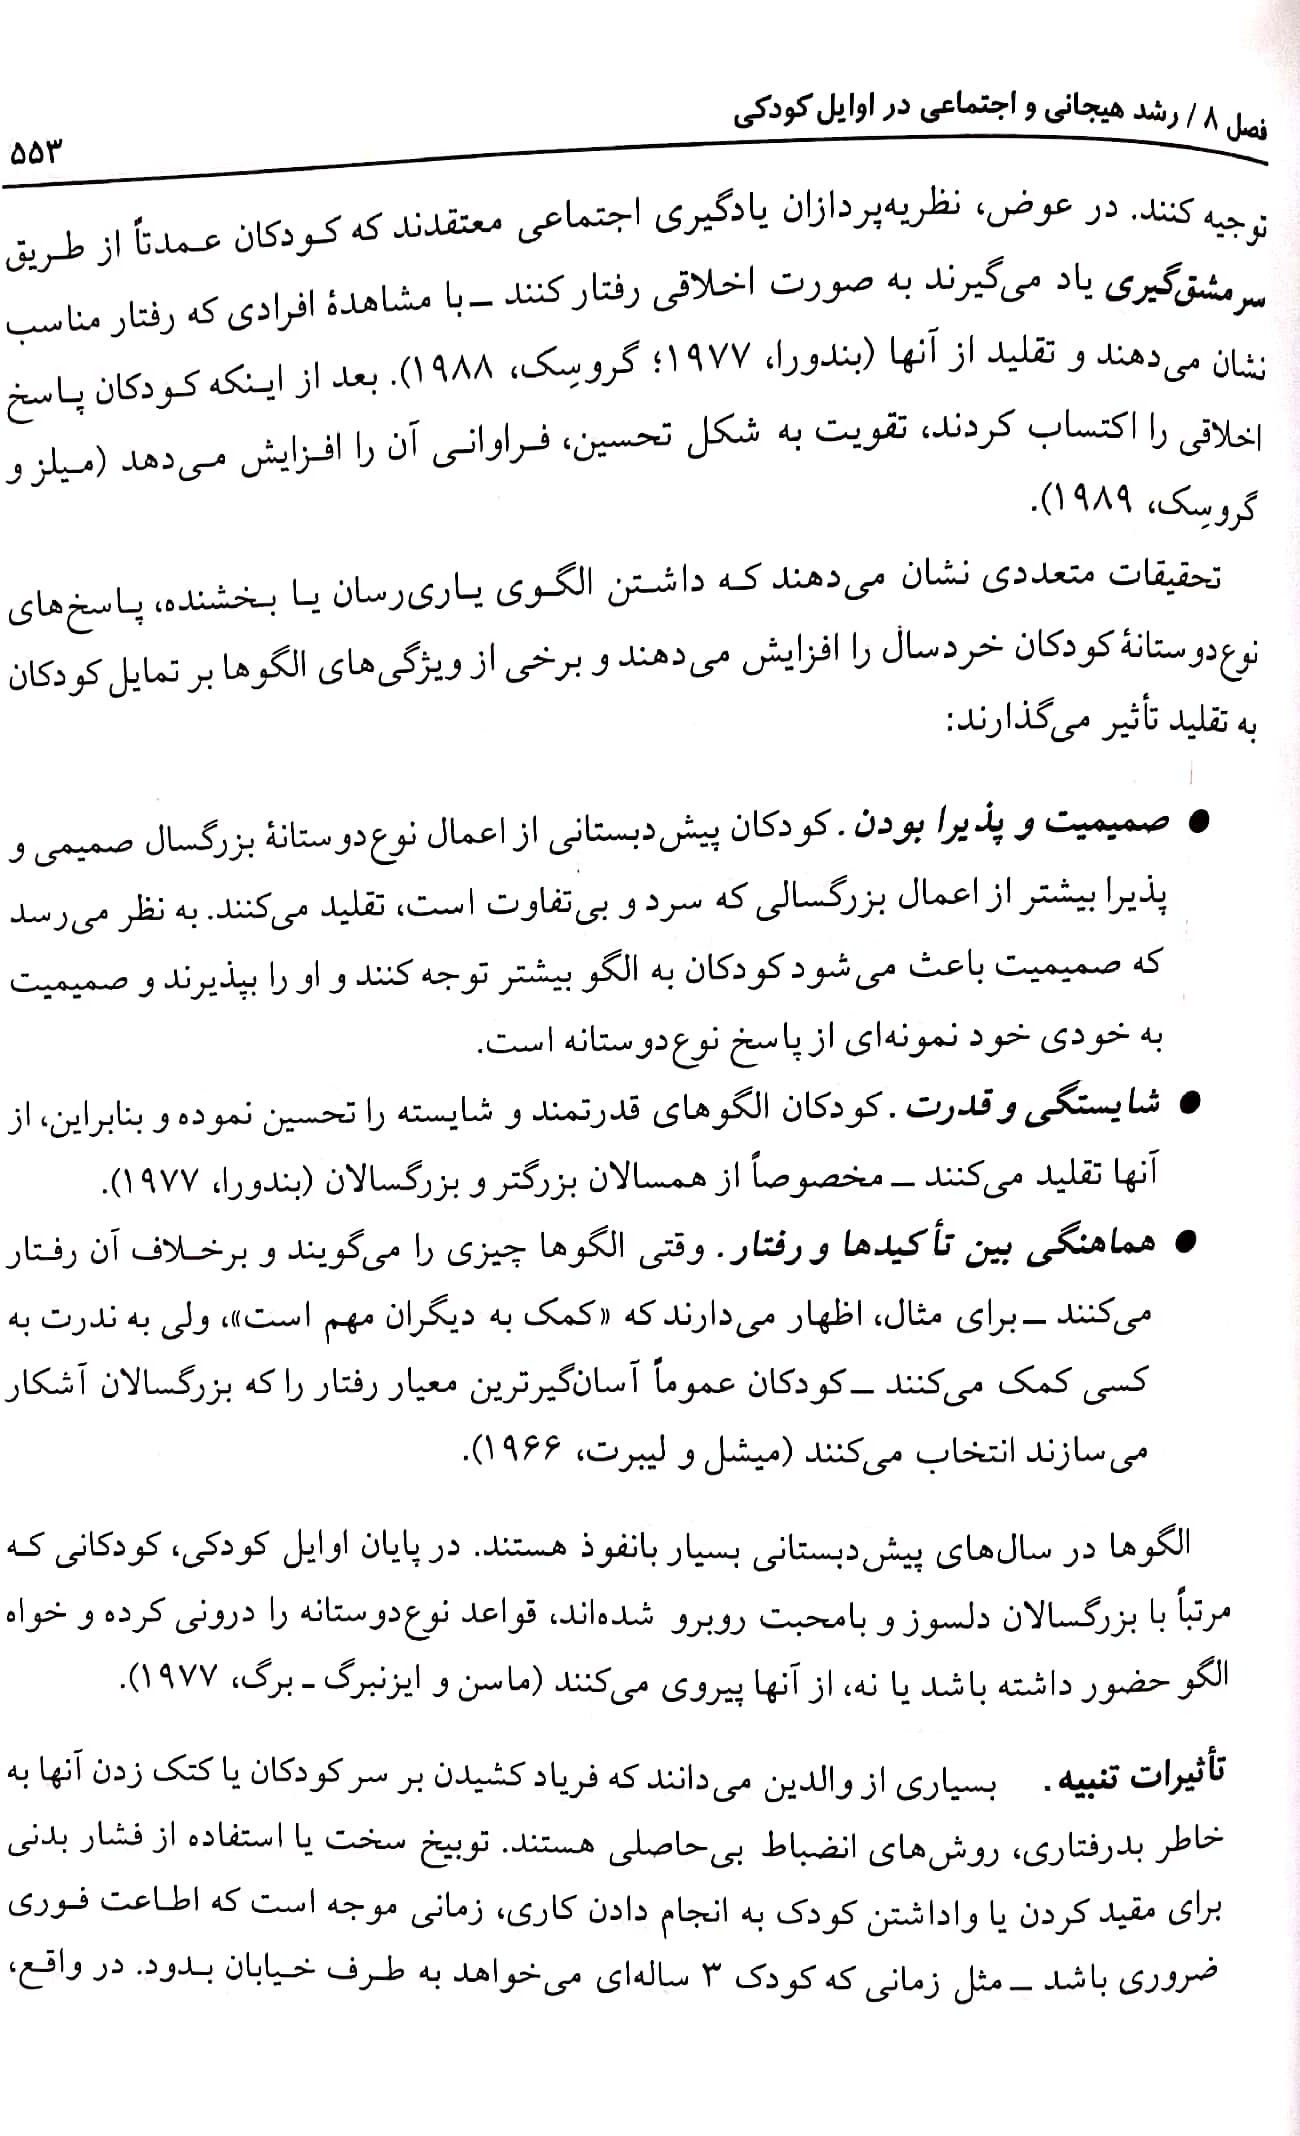 فصل ۸ / رشد هیجانی و اجتماعی در اوایل کودکی
۵۵۳
توجیه کنند. در عوض، نظریه‌پردازان یادگیری اجتماعی معتقدند که کودکان عمدتاً از طریق
سرمشق‌گیری یاد می‌گیرند به صورت اخلاقی رفتار کنند ـ با مشاهدهٔ افرادی که رفتار مناسب
نشان می‌دهند و تقلید از آنها (بندورا، ۱۹۷۷؛ گروسِک، ۱۹۸۸). بعد از اینکه کودکان پاسخ
اخلاقی را اکتساب کردند، تقویت به شکل تحسین، فراوانی آن را افزایش می‌دهد (میلز و
گروسِک، ۱۹۸۹).
تحقیقات متعددی نشان می‌دهند که داشتن الگوی یاری‌رسان یا بخشنده، پاسخ‌های
نوع‌دوستانهٔ کودکان خردسال را افزایش می‌دهند و برخی از ویژگی‌های الگوها بر تمایل کودکان
به تقلید تأثیر می‌گذارند:
● صمیمیت و پذیرا بودن. کودکان پیش‌دبستانی از اعمال نوع‌دوستانهٔ بزرگسال صمیمی و
پذیرا بیشتر از اعمال بزرگسالی که سرد و بی‌تفاوت است، تقلید می‌کنند. به نظر می‌رسد
که صمیمیت باعث می‌شود کودکان به الگو بیشتر توجه کنند و او را بپذیرند و صمیمیت
به خودی خود نمونه‌ای از پاسخ نوع‌دوستانه است.
● شایستگی و قدرت. کودکان الگوهای قدرتمند و شایسته را تحسین نموده و بنابراین، از
آنها تقلید می‌کنند ـ مخصوصاً از همسالان بزرگتر و بزرگسالان (بندورا، ۱۹۷۷).
● هماهنگی بین تأکیدها و رفتار. وقتی الگوها چیزی را می‌گویند و برخلاف آن رفتار
می‌کنند ـ برای مثال، اظهار می‌دارند که «کمک به دیگران مهم است»، ولی به ندرت به
کسی کمک می‌کنند ـ کودکان عموماً آسان‌گیرترین معیار رفتار را که بزرگسالان آشکار
می‌سازند انتخاب می‌کنند (میشل و لیبرت، ۱۹۶۶).
الگوها در سال‌های پیش‌دبستانی بسیار بانفوذ هستند. در پایان اوایل کودکی، کودکانی که
مرتباً با بزرگسالان دلسوز و بامحبت روبرو شده‌اند، قواعد نوع‌دوستانه را درونی کرده و خواه
الگو حضور داشته باشد یا نه، از آنها پیروی می‌کنند (ماسن و ایزنبرگ ـ برگ، ۱۹۷۷).
تأثیرات تنبیه. بسیاری از والدین می‌دانند که فریاد کشیدن بر سر کودکان یا کتک زدن آنها به
خاطر بدرفتاری، روش‌های انضباط بی‌حاصلی هستند. توبیخ سخت یا استفاده از فشار بدنی
برای مقید کردن یا واداشتن کودک به انجام دادن کاری، زمانی موجه است که اطاعت فوری
ضروری باشد ـ مثل زمانی که کودک ۳ ساله‌ای می‌خواهد به طرف خیابان بدود. در واقع،